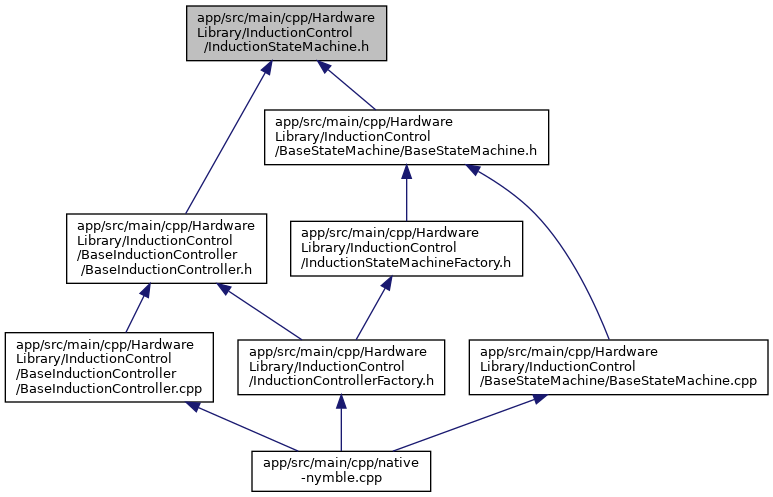 app/src/main/cpp/Hardware
Library/InductionControl
/InductionStateMachine.h
app/src/main/cpp/Hardware
Library/InductionControl
/BaseStateMachine/BaseStateMachine.h
app/src/main/cpp/Hardware
Library/InductionControl
/BaseInductionController
/BaseInductionController.h
app/src/main/cpp/Hardware
Library/InductionControl
/InductionStateMachineFactory.h
app/src/main/cpp/Hardware
Library/InductionControl
/BaseInductionController
/BaseInductionController.cpp
app/src/main/cpp/Hardware
Library/InductionControl
/InductionControllerFactory.h
app/src/main/cpp/Hardware
Library/InductionControl
/BaseStateMachine/BaseStateMachine.cpp
app/src/main/cpp/native
-nymble.cpp